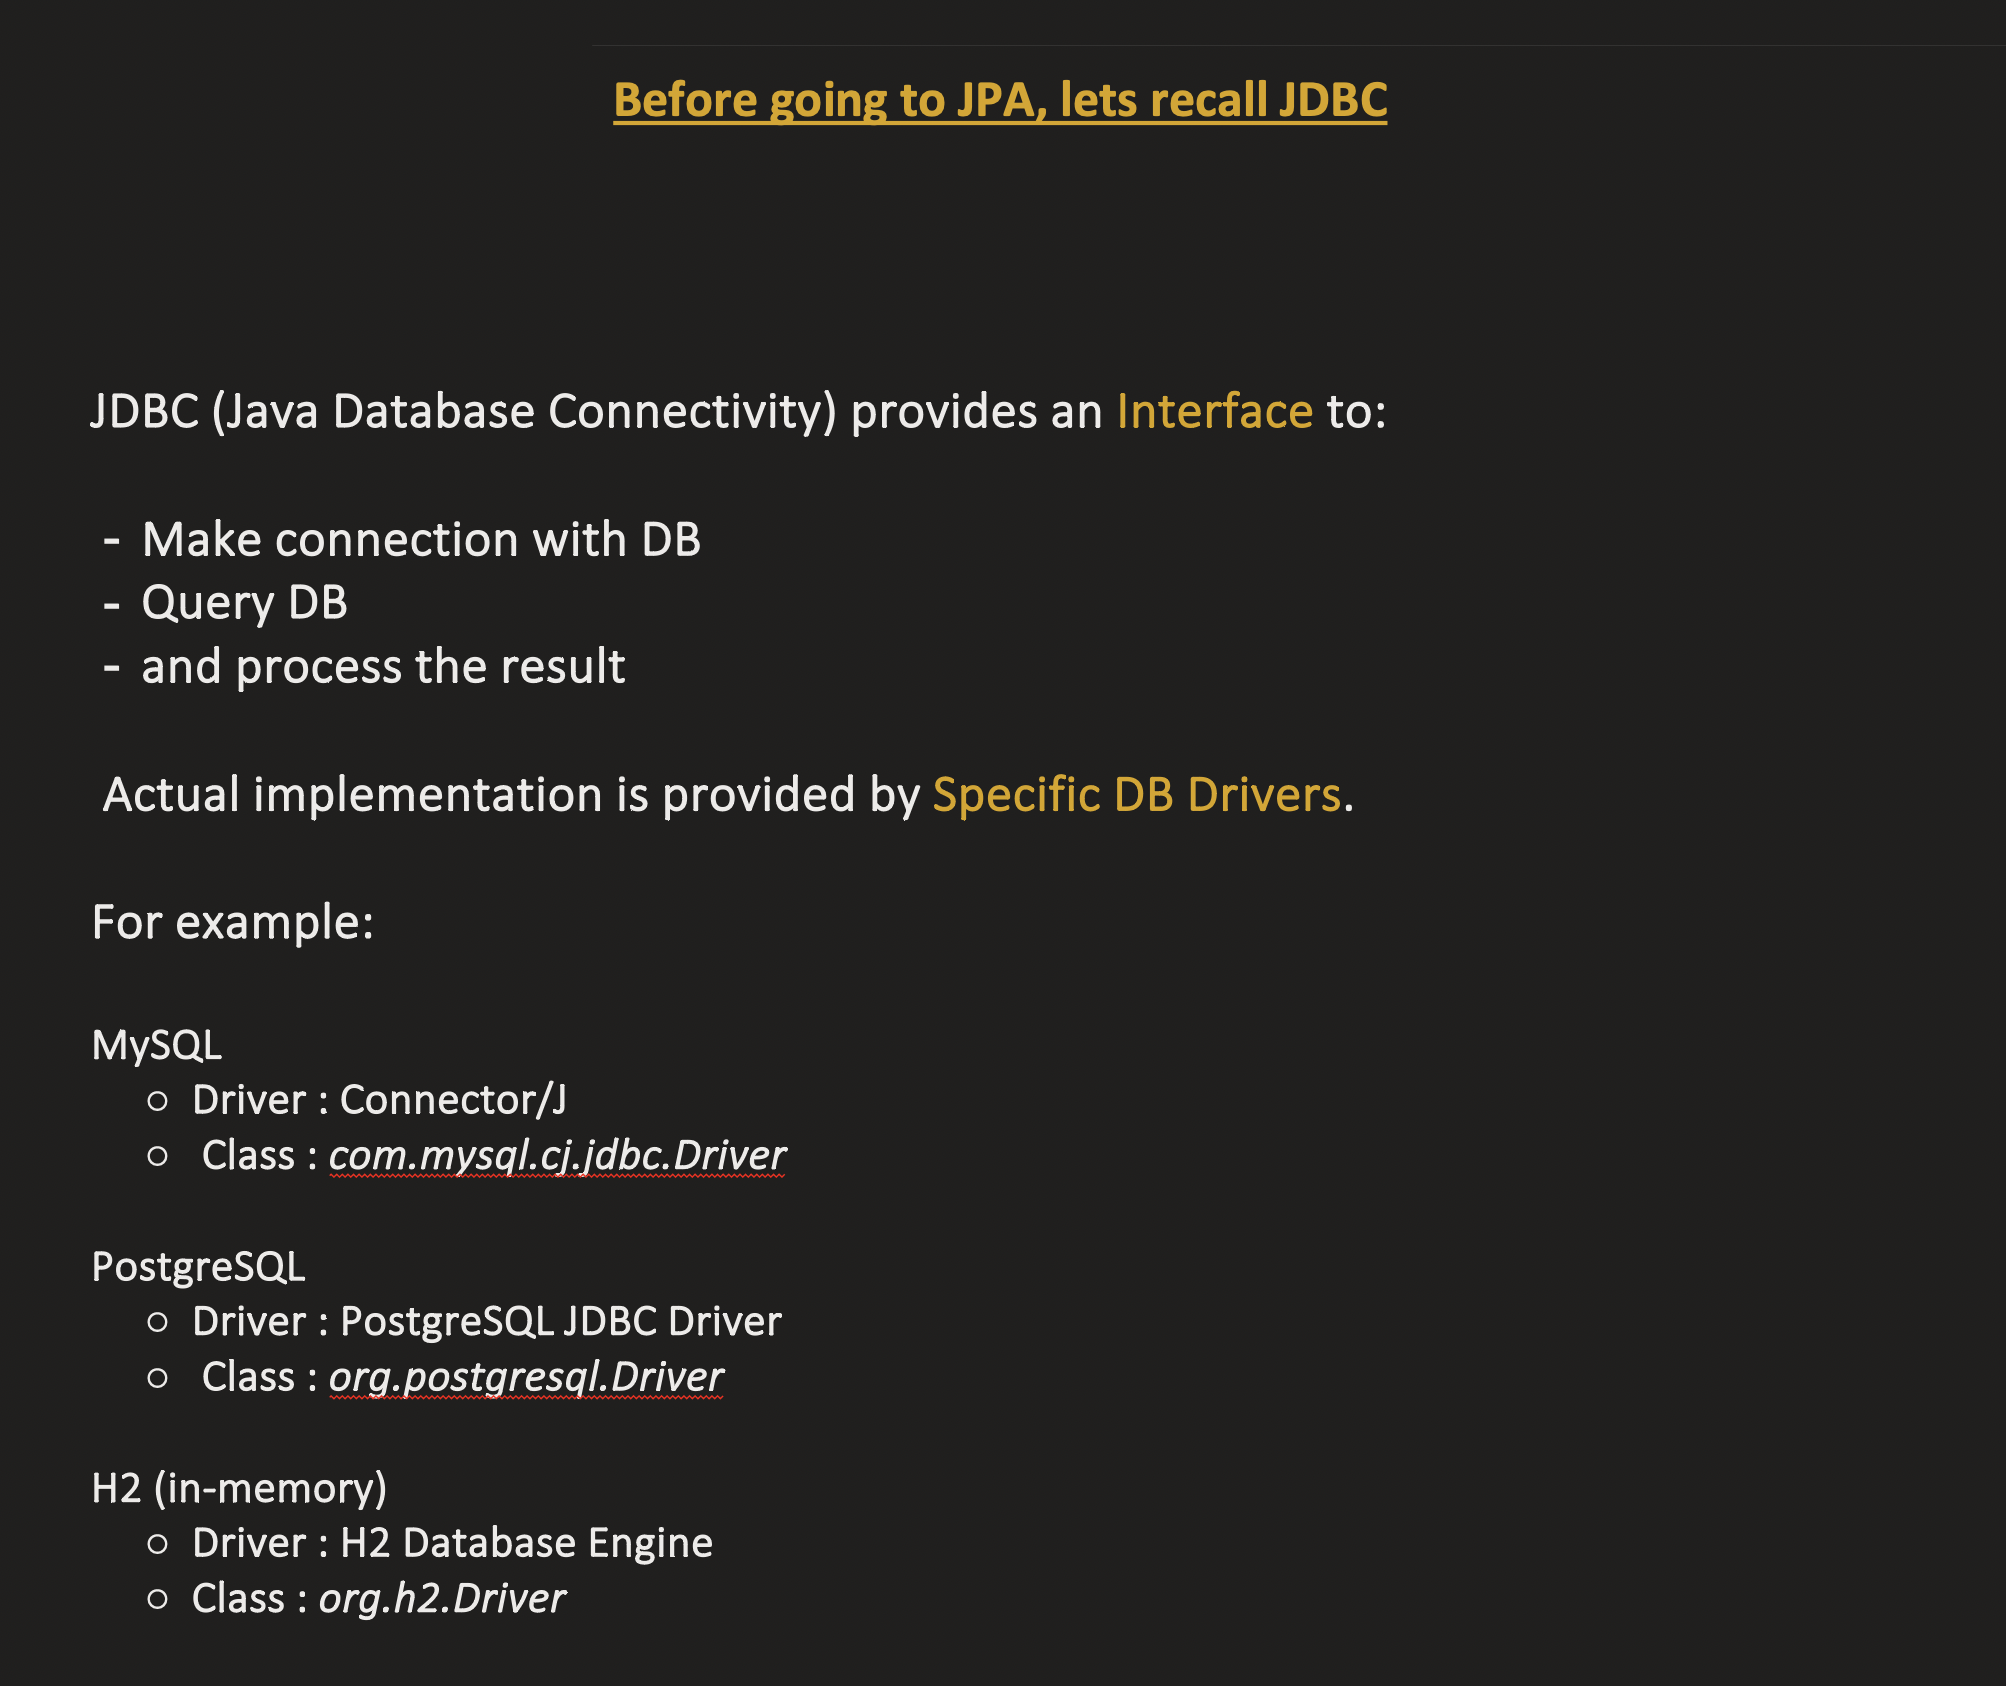 Before going to JPA, lets recall JDBC
JDBC (Java Database Connectivity) provides an Interface to:
- Make connection with DB
- Query DB
- and process the result
Actual implementation is provided by Specific DB Drivers.
For example:
MySQL
○ Driver : Connector/J
○ Class : com.mysql.cj.jdbc.Driver
PostgreSQL
○ Driver : PostgreSQL JDBC Driver
○ Class : org.postgresql.Driver
H2 (in-memory)
○ Driver : H2 Database Engine
○ Class : org.h2.Driver